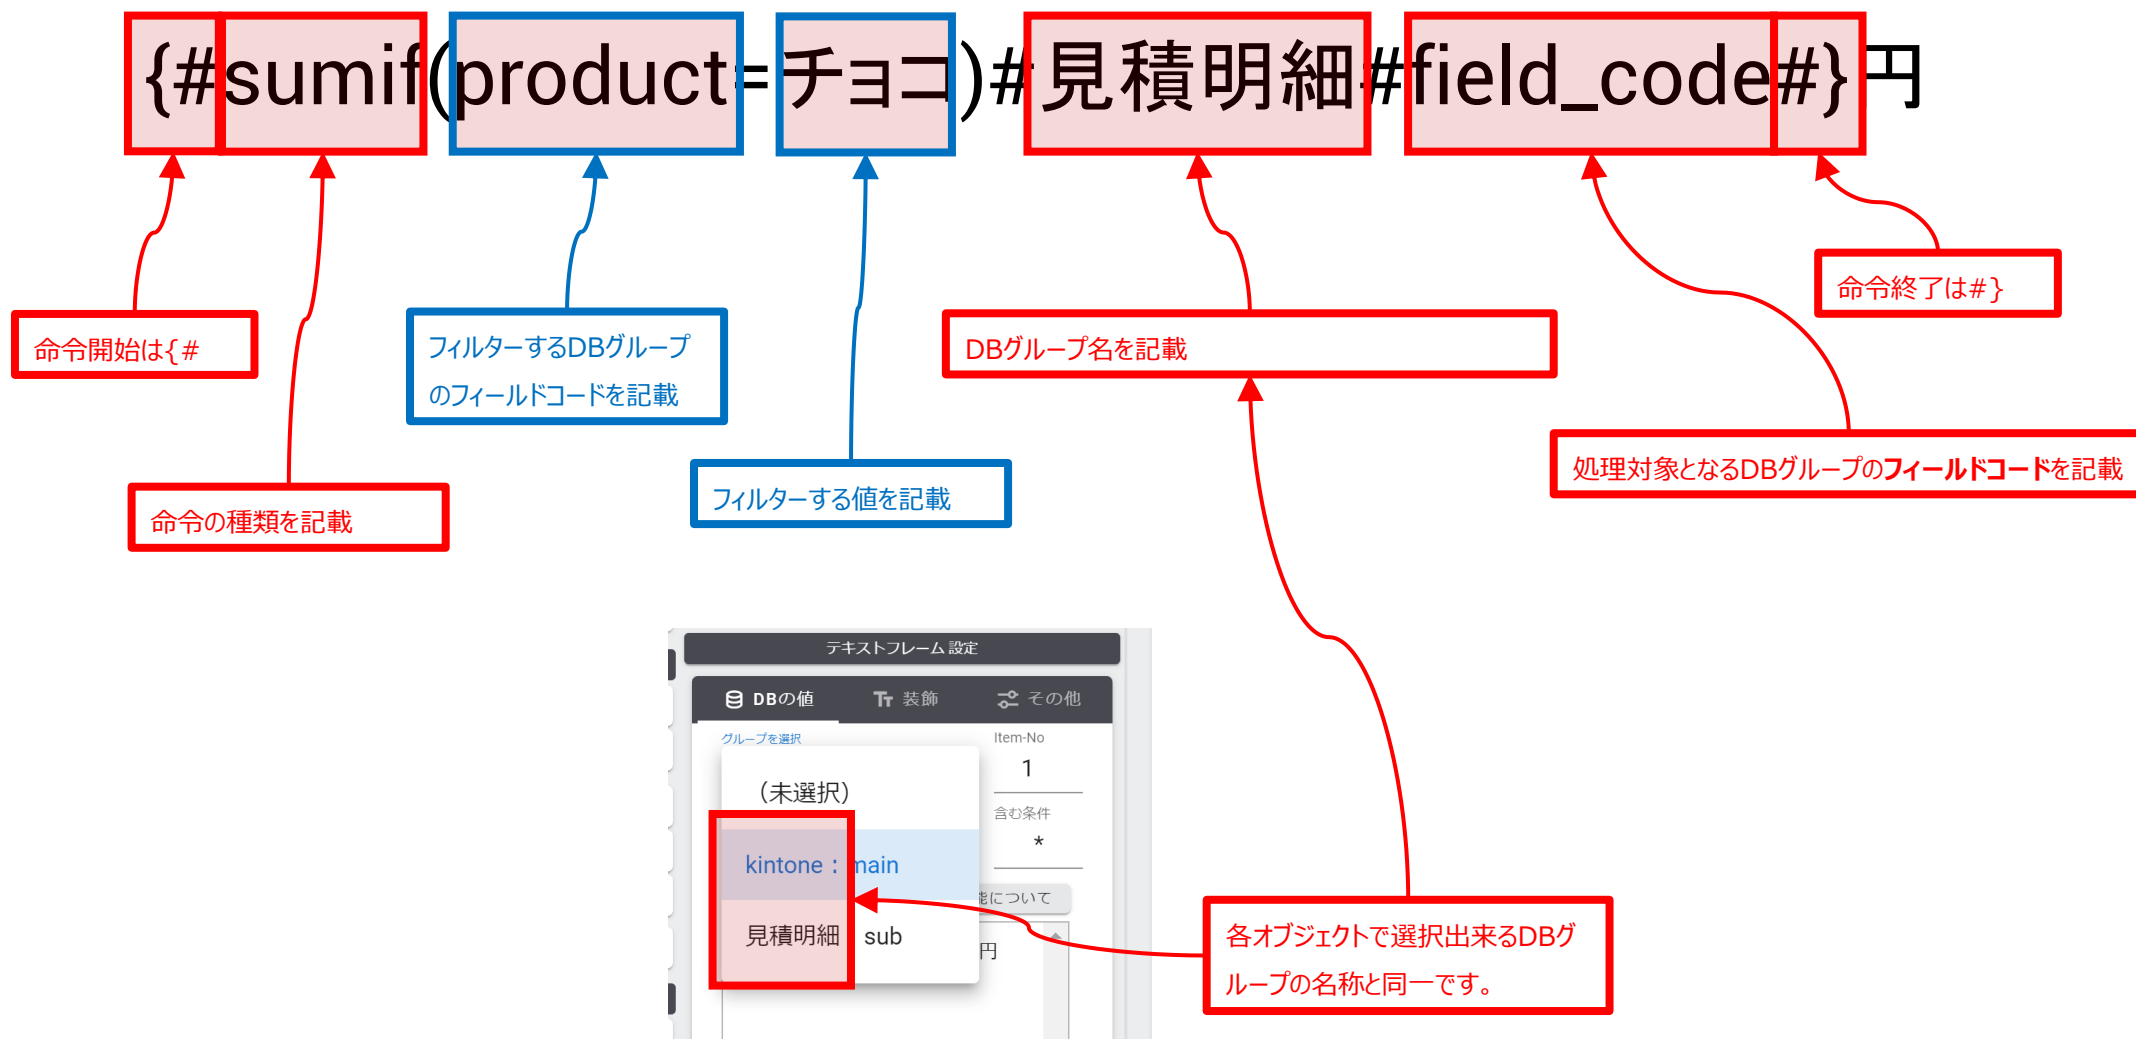 {#sumif(product=チョコ)#見積明細#field_code#}円
命令開始は{#
命令の種類を記載
フィルターするDBグループ
のフィールドコードを記載
フィルターする値を記載
DBグループ名を記載
命令終了は#}
処理対象となるDBグループのフィールドコードを記載
テキストフレーム 設定
DBの値 装飾 その他
グループを選択 Item-No
1
（未選択）
含む条件
*
kintone : main
能について
見積明細 sub
円
各オブジェクトで選択出来るDBグ
ループの名称と同一です。